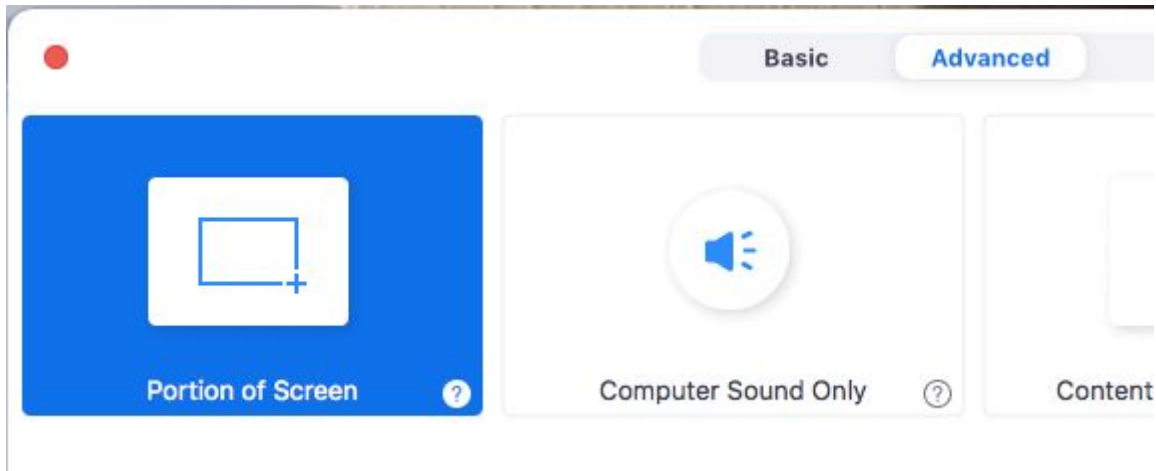 Basic Advanced
Portion of Screen ?
Computer Sound Only ?
Content